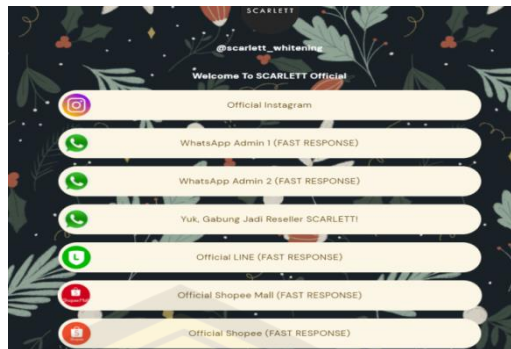 SCARLETT
@scarlett_whitening
Welcome To SCARLETT Official
Official Instagram
WhatsApp Admin 1 (FAST RESPONSE)
WhatsApp Admin 2 (FAST RESPONSE)
Yuk, Gabung Jadi Reseller SCARLETT!
Official LINE (FAST RESPONSE)
Official Shopee Mall (FAST RESPONSE)
Official Shopee (FAST RESPONSE)